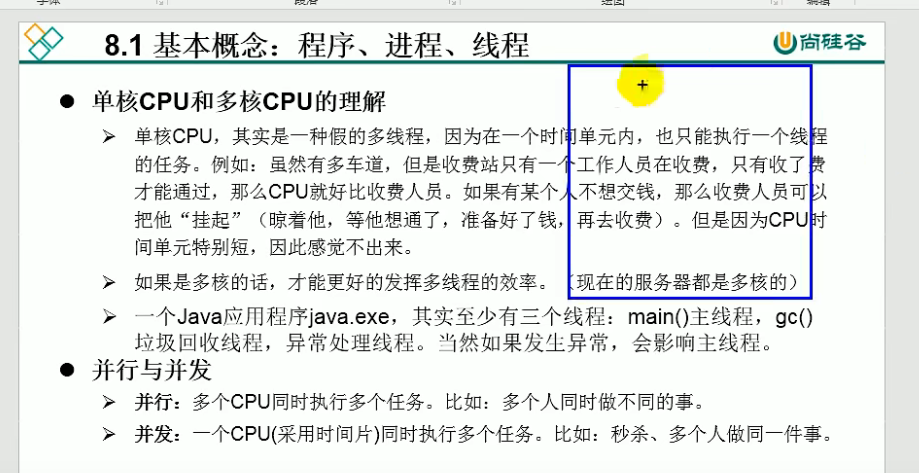 字体
段落
绘图
编辑
8.1 基本概念：程序、进程、线程
尚硅谷
● 单核CPU和多核CPU的理解
➢ 单核CPU，其实是一种假的多线程，因为在一个时间单元内，也只能执行一个线程
的任务。例如：虽然有多车道，但是收费站只有一个工作人员在收费，只有收了费
才能通过，那么CPU就好比收费人员。如果有某个人不想交钱，那么收费人员可以
把他“挂起”（晾着他，等他想通了，准备好了钱，再去收费）。但是因为CPU时
间单元特别短，因此感觉不出来。
➢ 如果是多核的话，才能更好的发挥多线程的效率。（现在的服务器都是多核的）
➢ 一个Java应用程序java.exe，其实至少有三个线程：main()主线程，gc()
垃圾回收线程，异常处理线程。当然如果发生异常，会影响主线程。
● 并行与并发
➢ 并行：多个CPU同时执行多个任务。比如：多个人同时做不同的事。
➢ 并发：一个CPU(采用时间片)同时执行多个任务。比如：秒杀、多个人做同一件事。